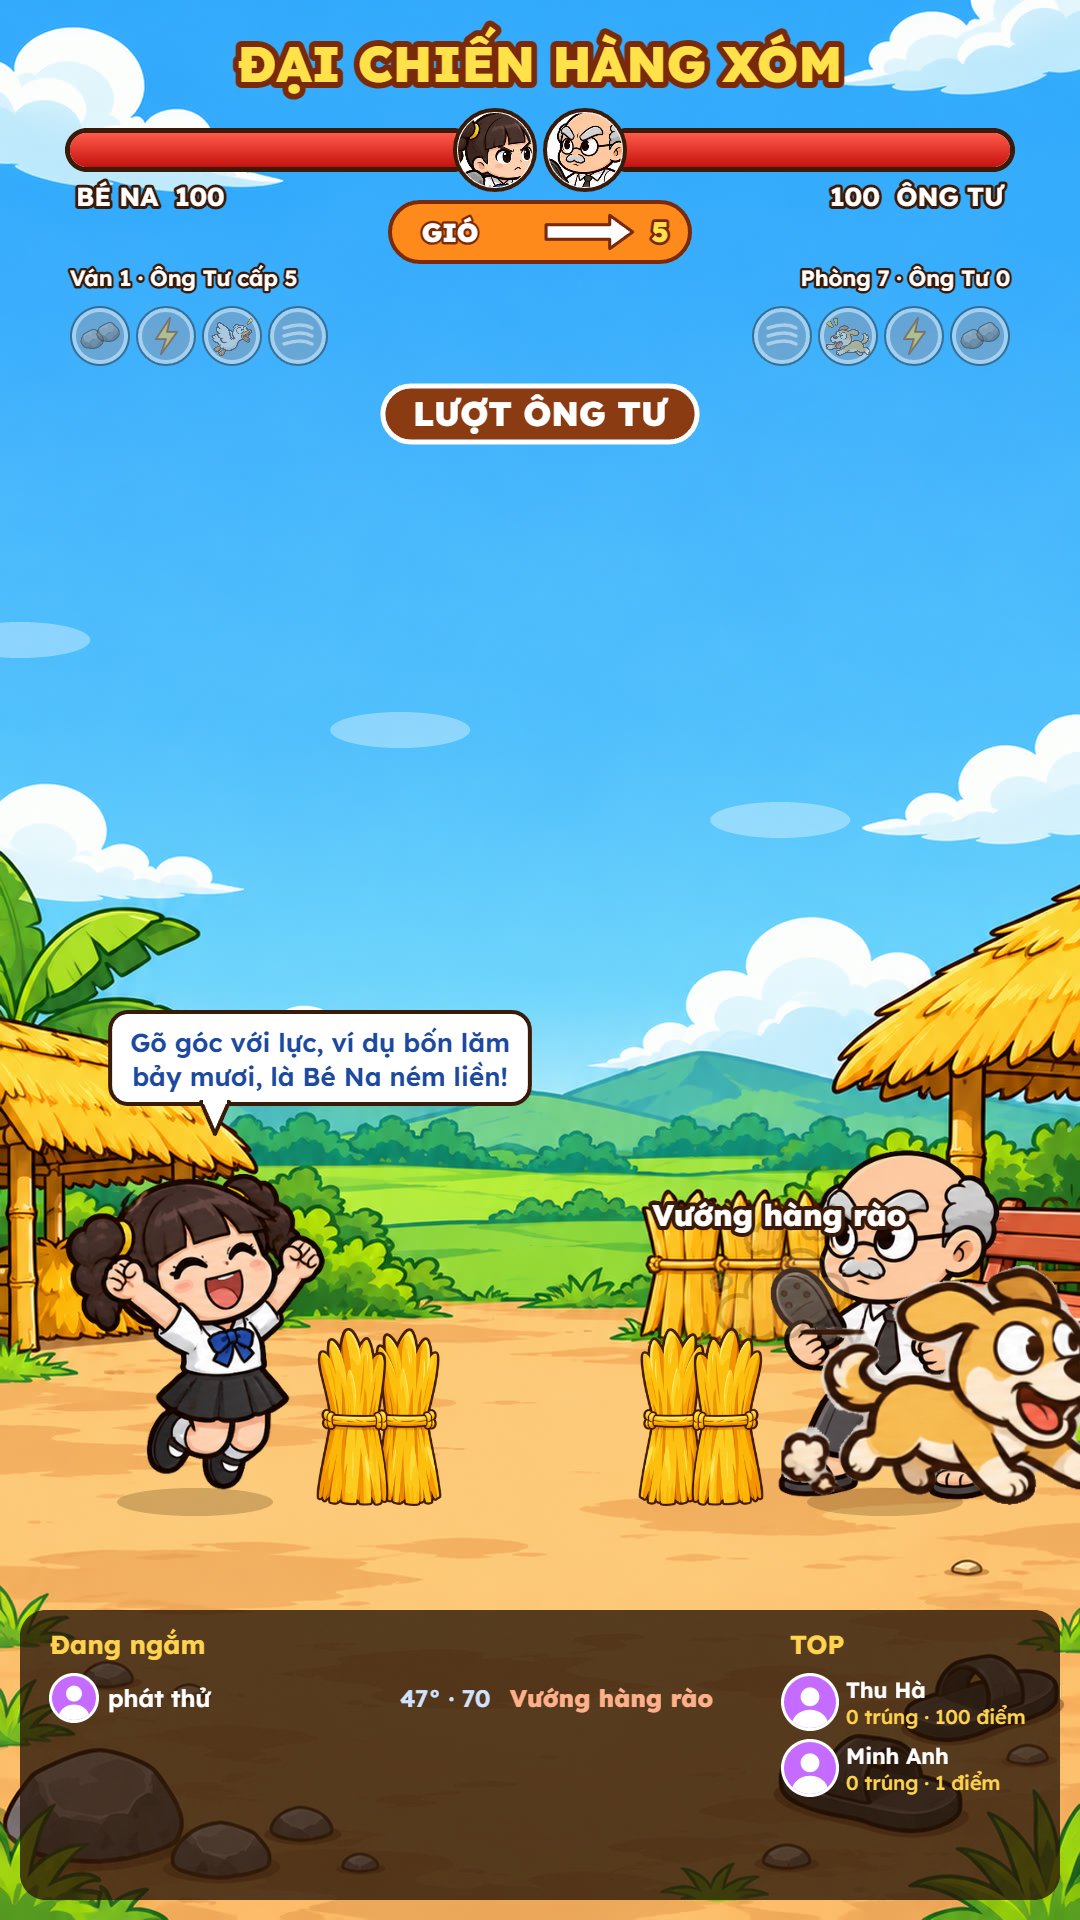 ĐẠI CHIẾN HÀNG XÓM
BÉ NA 100
100 ÔNG TƯ
GIÓ 5
Ván 1 · Ông Tư cấp 5
Phòng 7 · Ông Tư 0
LƯỢT ÔNG TƯ
Gõ góc với lực, ví dụ bốn lăm
bảy mươi, là Bé Na ném liền!
Vướng hàng rào
Đang ngắm
phát thử
47° · 70 Vướng hàng rào
TOP
Thu Hà
0 trúng · 100 điểm
Minh Anh
0 trúng · 1 điểm